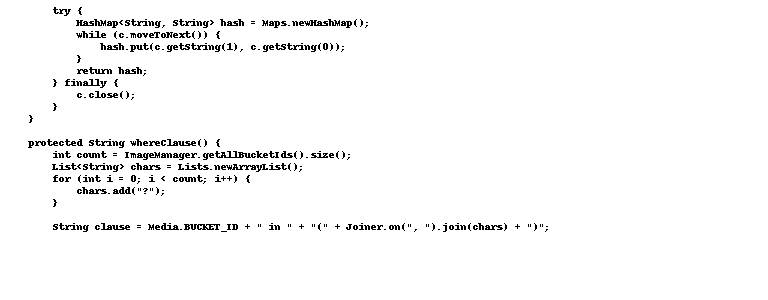 try {
HashMap<String, String> hash = Maps.newHashMap();
while (c.moveToNext()) {
hash.put(c.getString(1), c.getString(0));
}
return hash;
} finally {
c.close();
}
}
protected String whereClause() {
int count = ImageManager.getAllBucketIds().size();
List<String> chars = Lists.newArrayList();
for (int i = 0; i < count; i++) {
chars.add("?");
}
String clause = Media.BUCKET_ID + " in " + "(" + Joiner.on(", ").join(chars) + ")";